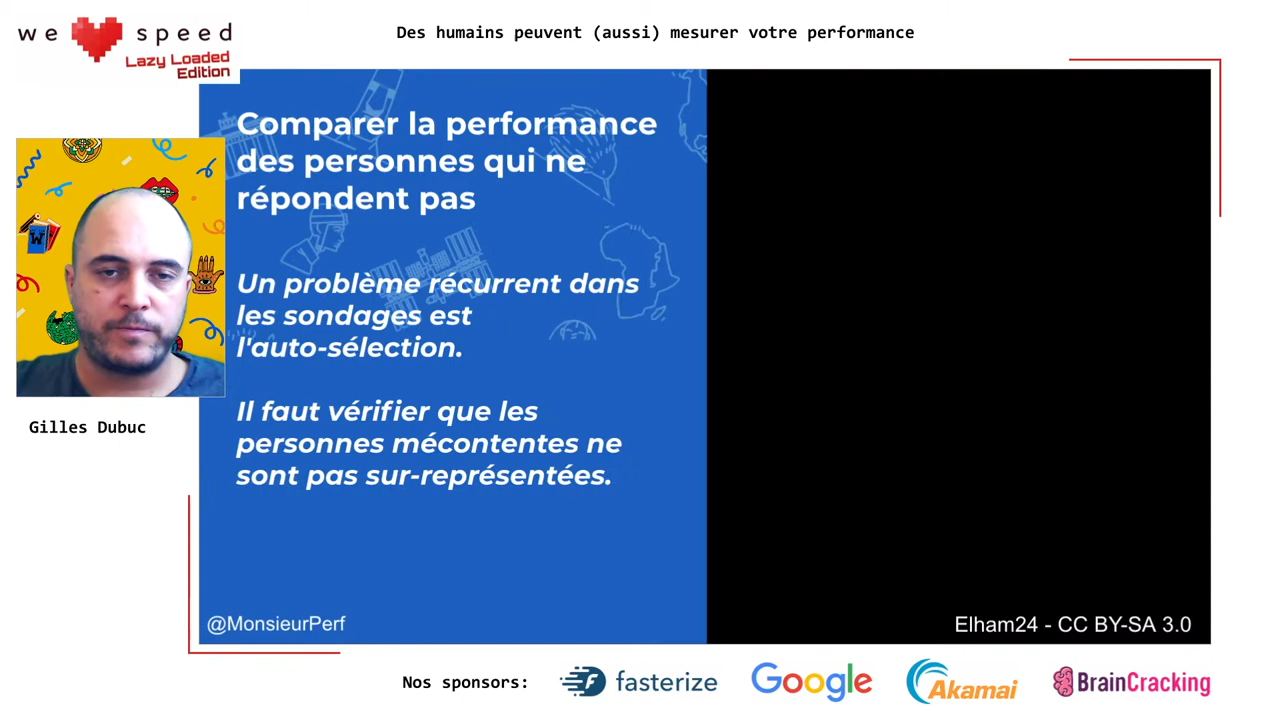 we speed
Lazy Loaded
Edition
Des humains peuvent (aussi) mesurer votre performance
Comparer la performance
des personnes qui ne
répondent pas
Un problème récurrent dans
les sondages est
l'auto-sélection.
Il faut vérifier que les
personnes mécontentes ne
sont pas sur-représentées.
W
Gilles Dubuc
@MonsieurPerf
Elham24 - CC BY-SA 3.0
Nos sponsors:
fasterize
Google
Akamai
BrainCracking